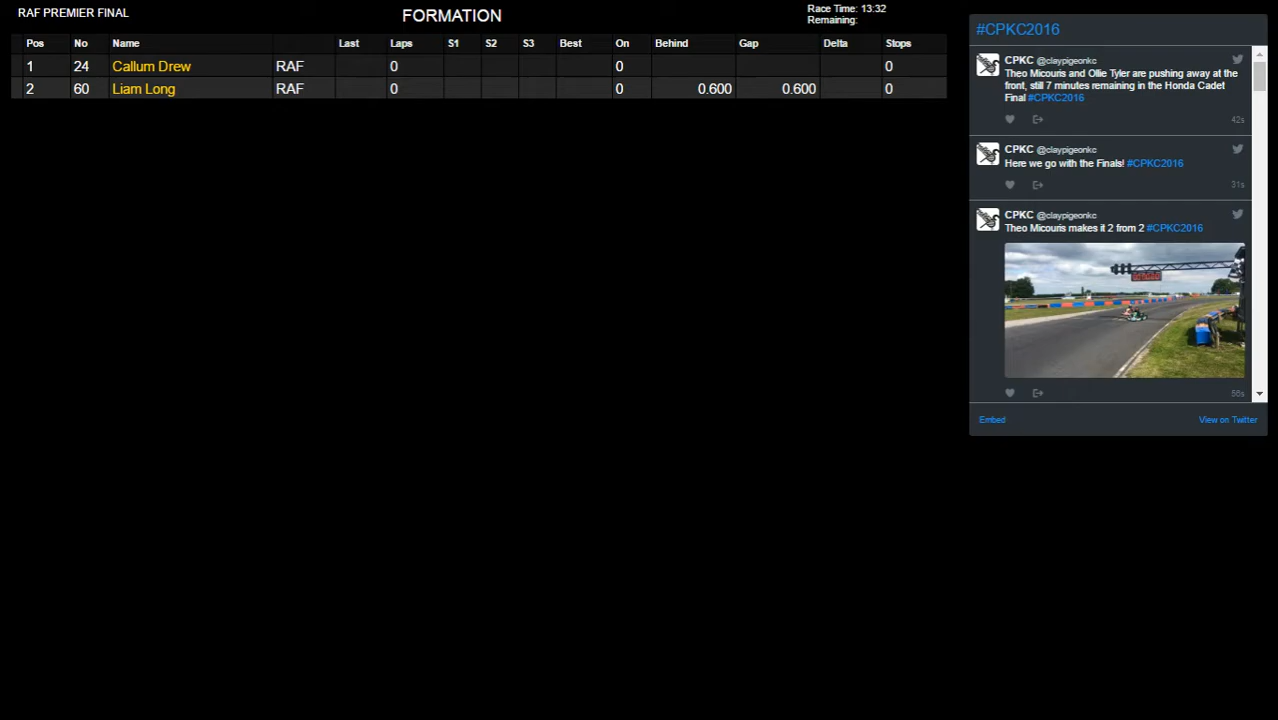 RAF PREMIER FINAL
FORMATION
Race Time: 13:32
Remaining:
Pos No Name Last Laps S1 S2 S3 Best On Behind Gap Delta Stops
1 24 Callum Drew RAF 0 0 0
2 60 Liam Long RAF 0 0 0.600 0.600 0
#CPKC2016
CPKC @claypigeonkc
Theo Micouris and Ollie Tyler are pushing away at the
front, still 7 minutes remaining in the Honda Cadet
Final #CPKC2016
42s
CPKC @claypigeonkc
Here we go with the Finals! #CPKC2016
31s
CPKC @claypigeonkc
Theo Micouris makes it 2 from 2 #CPKC2016
58s
Embed View on Twitter